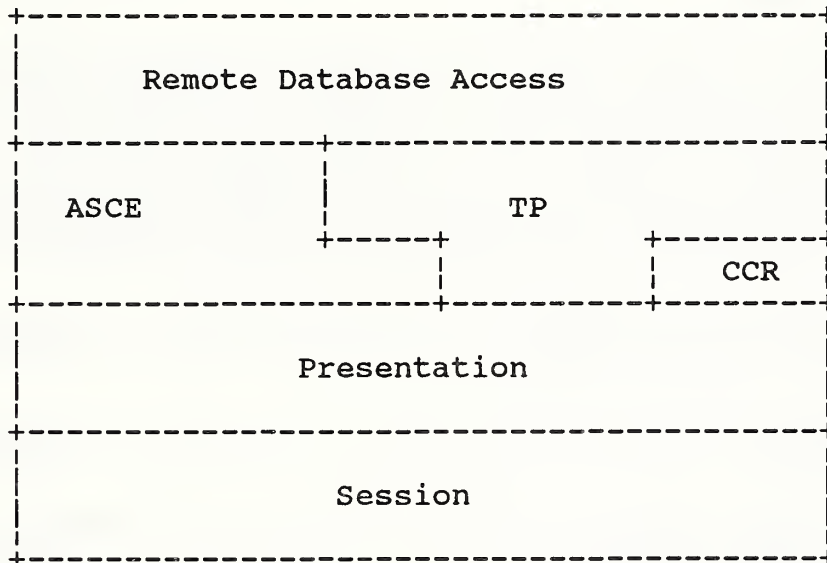 Remote Database Access
ASCE TP
CCR
Presentation
Session